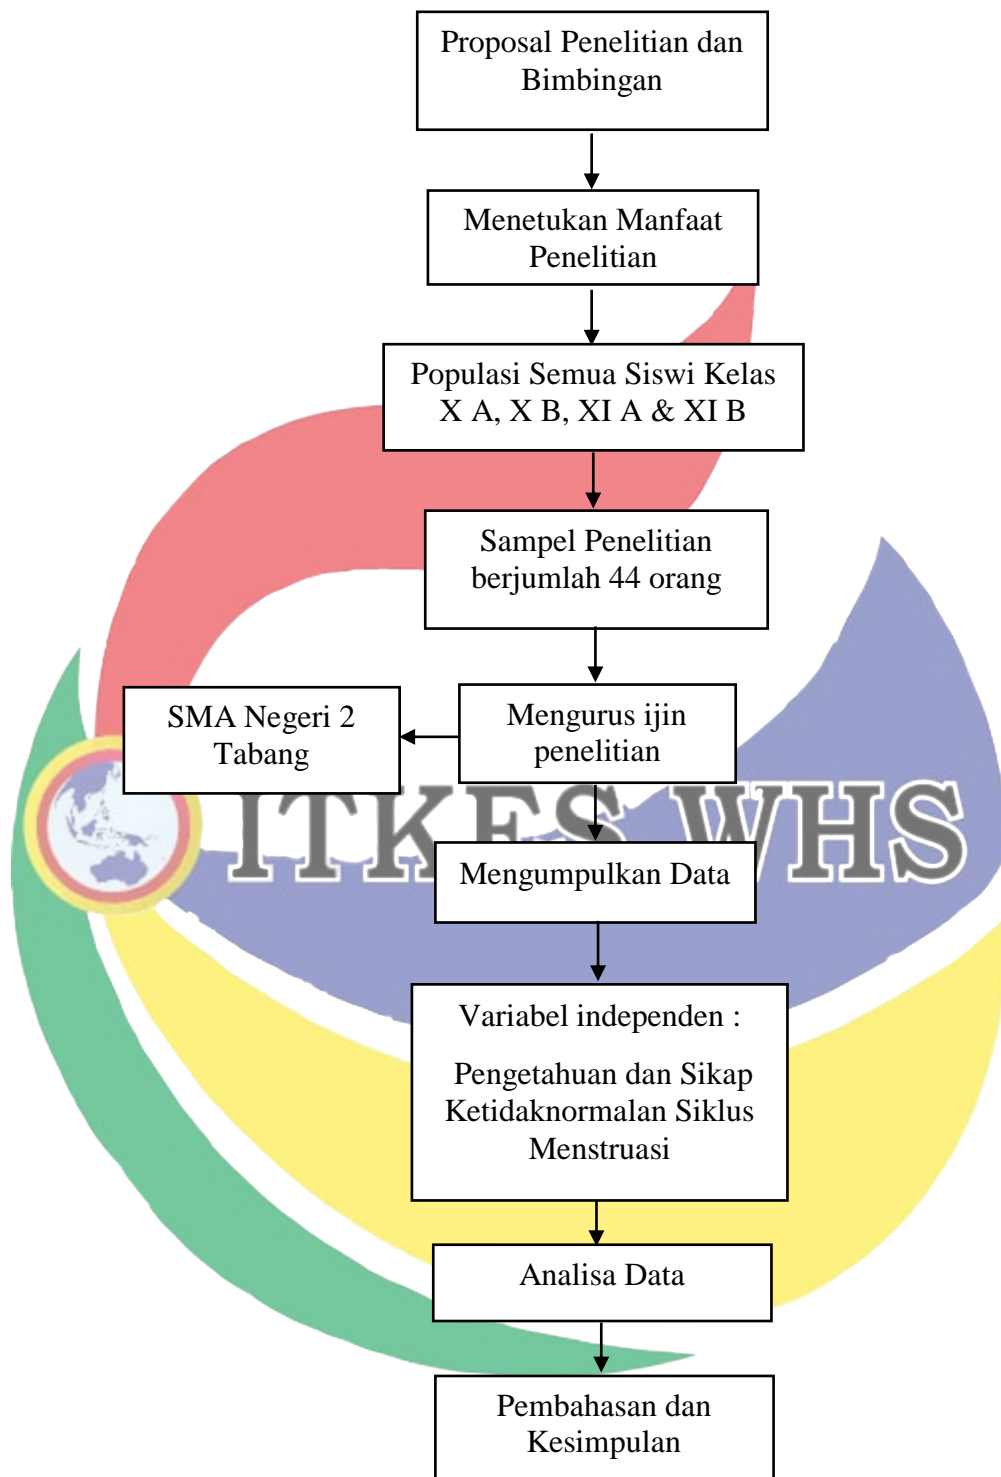 Proposal Penelitian dan
Bimbingan
Menetukan Manfaat
Penelitian
Populasi Semua Siswi Kelas
X A, X B, XI A & XI B
Sampel Penelitian
berjumlah 44 orang
SMA Negeri 2
Tabang
Mengurus ijin
penelitian
ITKES WHS
Mengumpulkan Data
Variabel independen :
Pengetahuan dan Sikap
Ketidaknormalan Siklus
Menstruasi
Analisa Data
Pembahasan dan
Kesimpulan